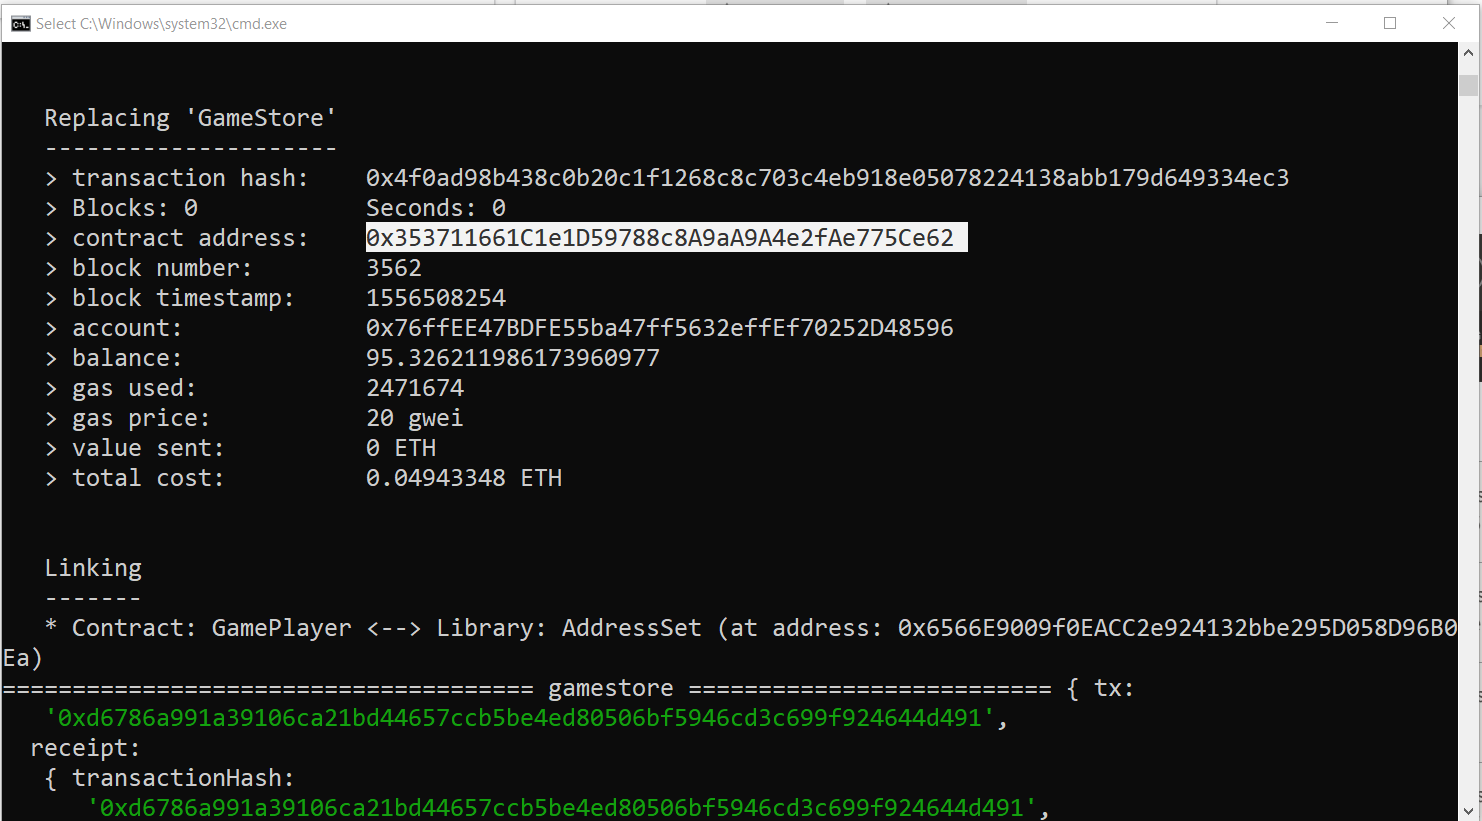 Select C:\Windows\system32\cmd.exe
Replacing 'GameStore'
---------------------
> transaction hash:    0x4f0ad98b438c0b20c1f1268c8c703c4eb918e05078224138abb179d649334ec3
> Blocks: 0            Seconds: 0
> contract address:    0x353711661C1e1D59788c8A9aA9A4e2fAe775Ce62
> block number:        3562
> block timestamp:     1556508254
> account:             0x76ffEE47BDFE55ba47ff5632effEf70252D48596
> balance:             95.326211986173960977
> gas used:            2471674
> gas price:           20 gwei
> value sent:          0 ETH
> total cost:          0.04943348 ETH
Linking
-------
* Contract: GamePlayer <--> Library: AddressSet (at address: 0x6566E9009f0EACC2e924132bbe295D058D96B0
Ea)
====================================== gamestore ========================== { tx:
'0xd6786a991a39106ca21bd44657ccb5be4ed80506bf5946cd3c699f924644d491',
receipt:
{ transactionHash:
'0xd6786a991a39106ca21bd44657ccb5be4ed80506bf5946cd3c699f924644d491',